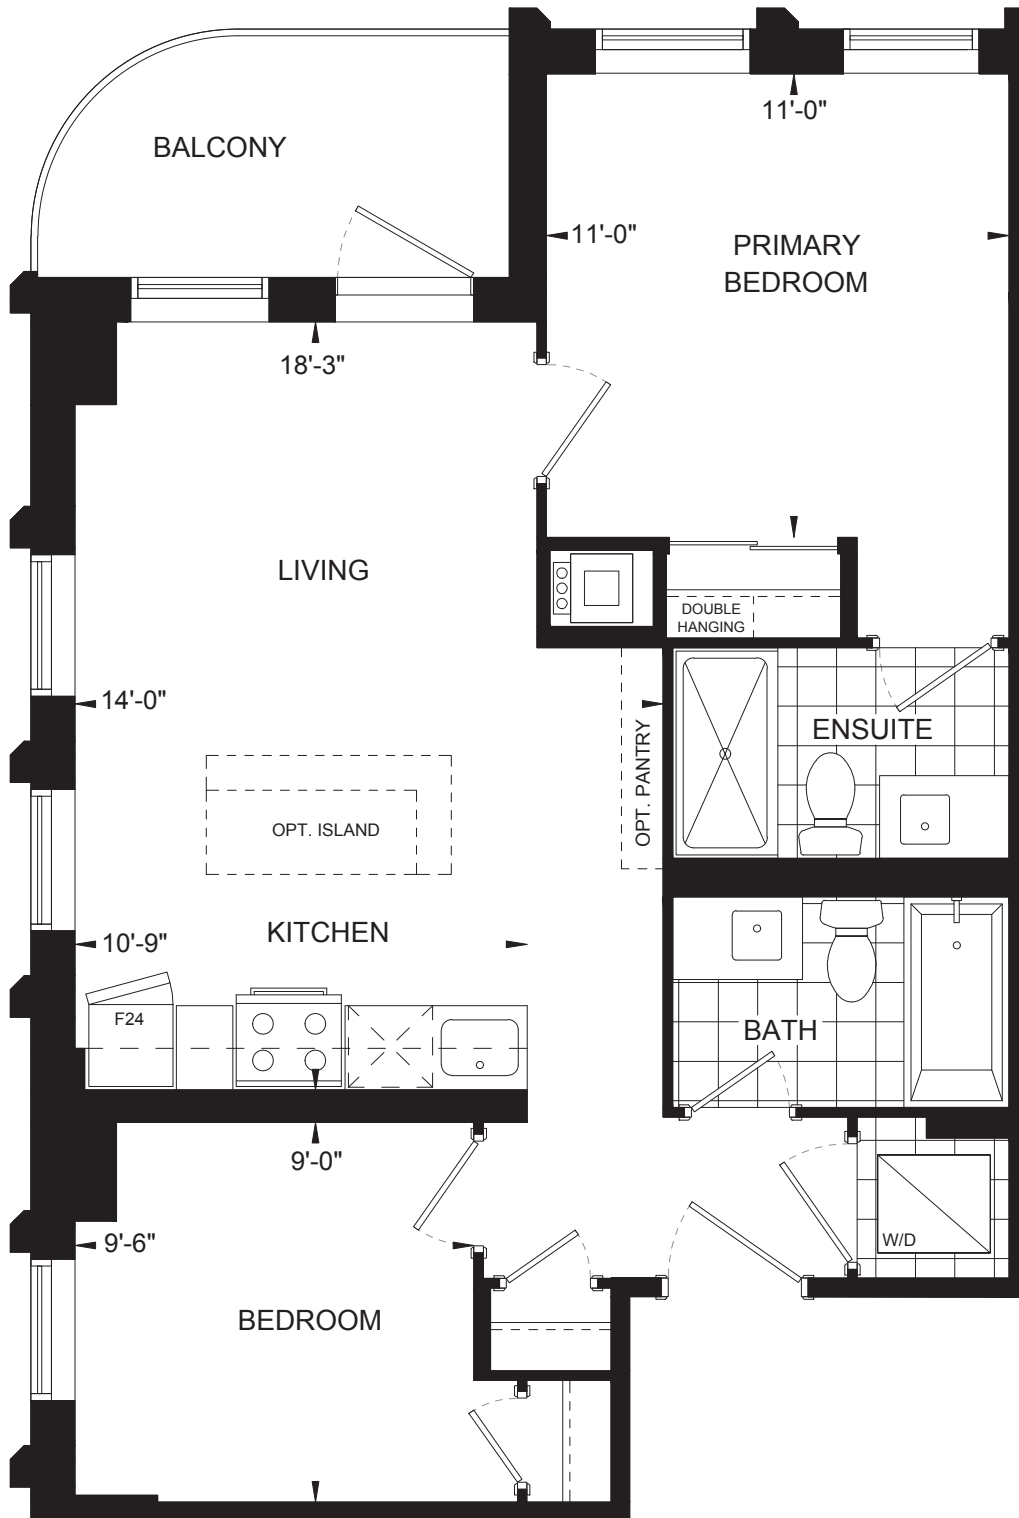 11'-0"
BALCONY
11'-0"
PRIMARY
BEDROOM
18'-3"
LIVING
DOUBLE
HANGING
14'-0"
ENSUITE
OPT. PANTRY
OPT. ISLAND
KITCHEN
10'-9"
F24
BATH
9'-0"
9'-6"
W/D
BEDROOM